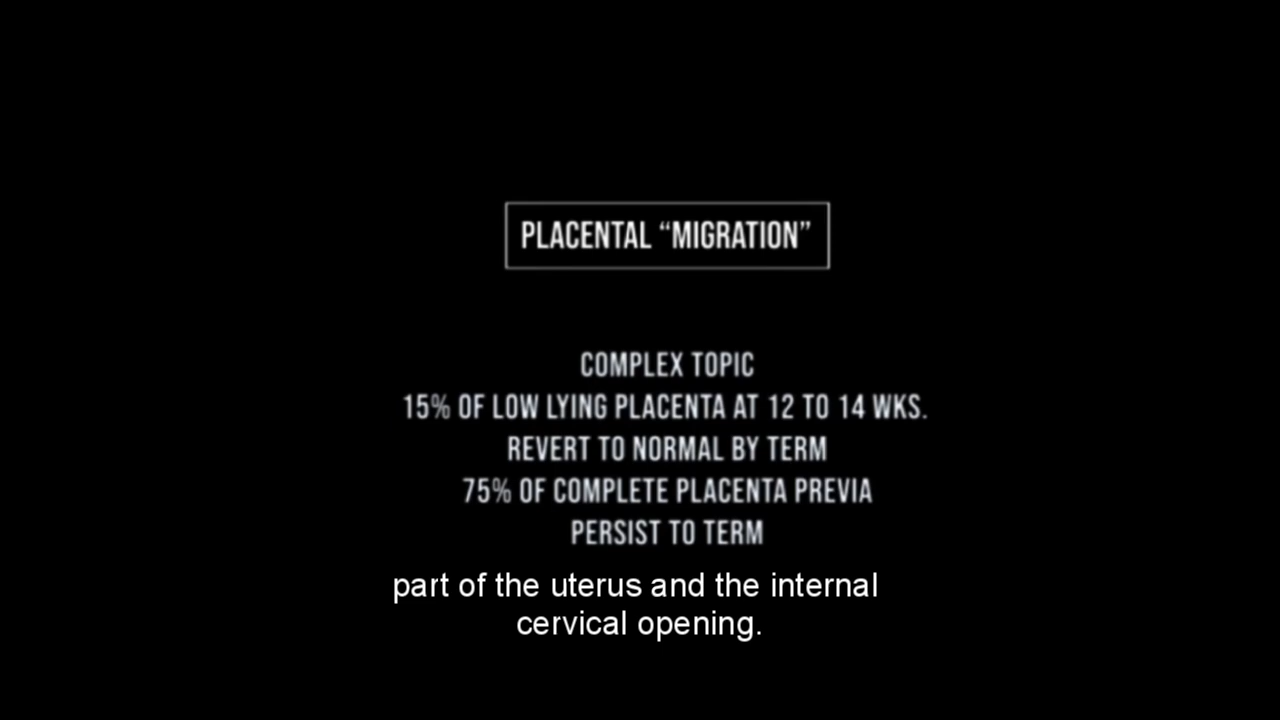 PLACENTAL “MIGRATION”
COMPLEX TOPIC
15% OF LOW LYING PLACENTA AT 12 TO 14 WKS.
REVERT TO NORMAL BY TERM
75% OF COMPLETE PLACENTA PREVIA
PERSIST TO TERM
part of the uterus and the internal
cervical opening.